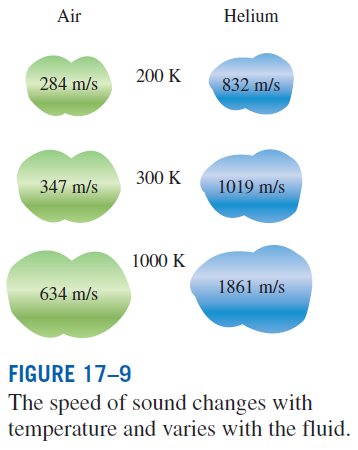 Air Helium
284 m/s 200 K 832 m/s
347 m/s 300 K 1019 m/s
1000 K
634 m/s 1861 m/s
FIGURE 17–9
The speed of sound changes with
temperature and varies with the fluid.